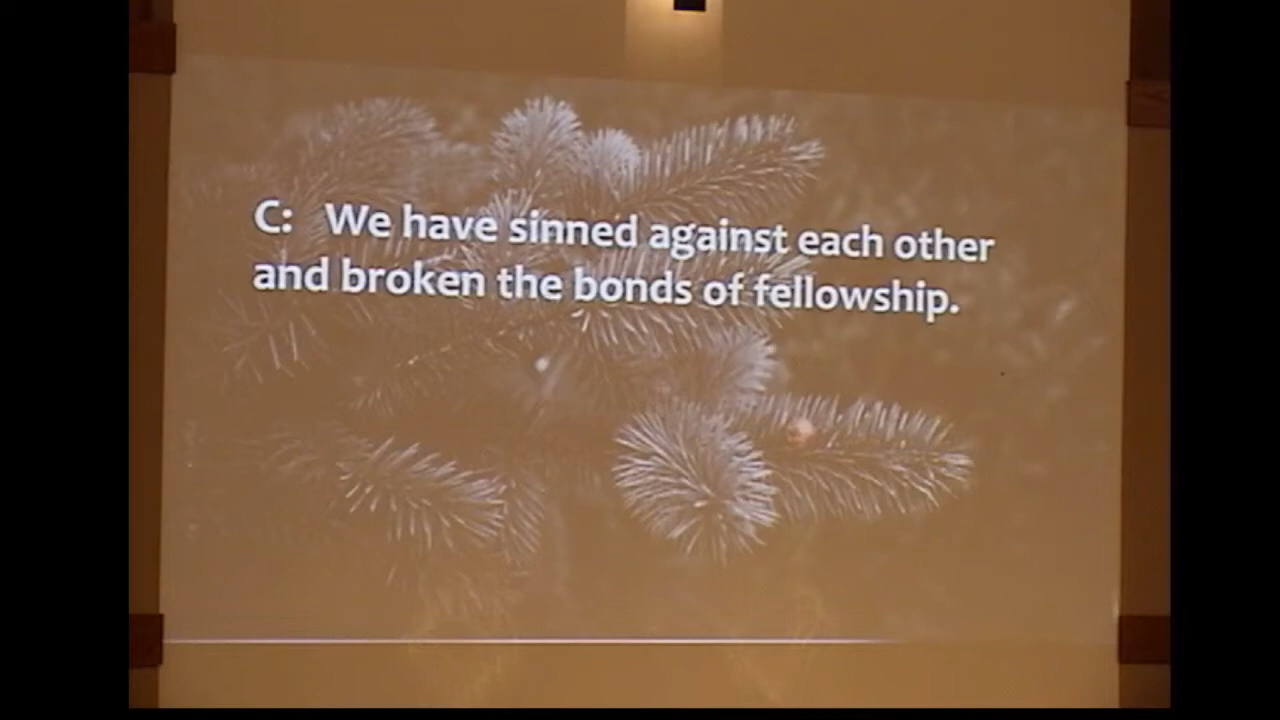 C: We have sinned against each other
and broken the bonds of fellowship.